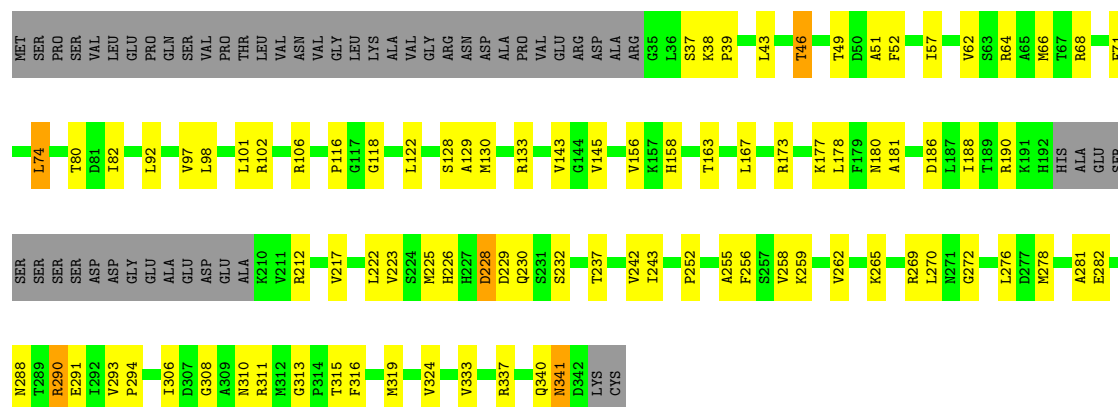 MET SER PRO SER VAL LEU GLU PRO GLN SER VAL PRO THR LEU VAL ASN VAL GLY LEU LYS ALA VAL GLY ARG ASN ASP ALA PRO VAL GLU ARG ASP ALA ARG G35 L36 S37 K38 P39 L43 T46 T49 D50 A51 F52 I57 V62 S63 R64 A65 M66 T67 R68
L74 T80 D81 I82 L92 V97 L98 L101 R102 R106 P116 G117 G118 L122 S128 A129 M130 R133 V143 G144 V145 V156 K157 H158 T163 L167 R173 K177 L178 F179 N180 A181 D186 L187 I188 T189 R190 K191 H192 HIS ALA GLU SER
SER SER SER SER ASP ASP GLY GLU ALA GLU ASP GLU ALA K210 V211 R212 V217 L222 V223 S224 M225 H226 H227 D228 D229 Q230 S231 S232 T237 V242 I243 P252 A255 F256 S257 V258 K259 V262 K265 R269 L270 N271 G272 L276 D277 M278 A281 E282
N288 T289 R290 E291 I292 V293 P294 I306 D307 G308 A309 N310 R311 M312 G313 P314 T315 F316 M319 V324 V333 R337 Q340 N341 D342 LYS CYS